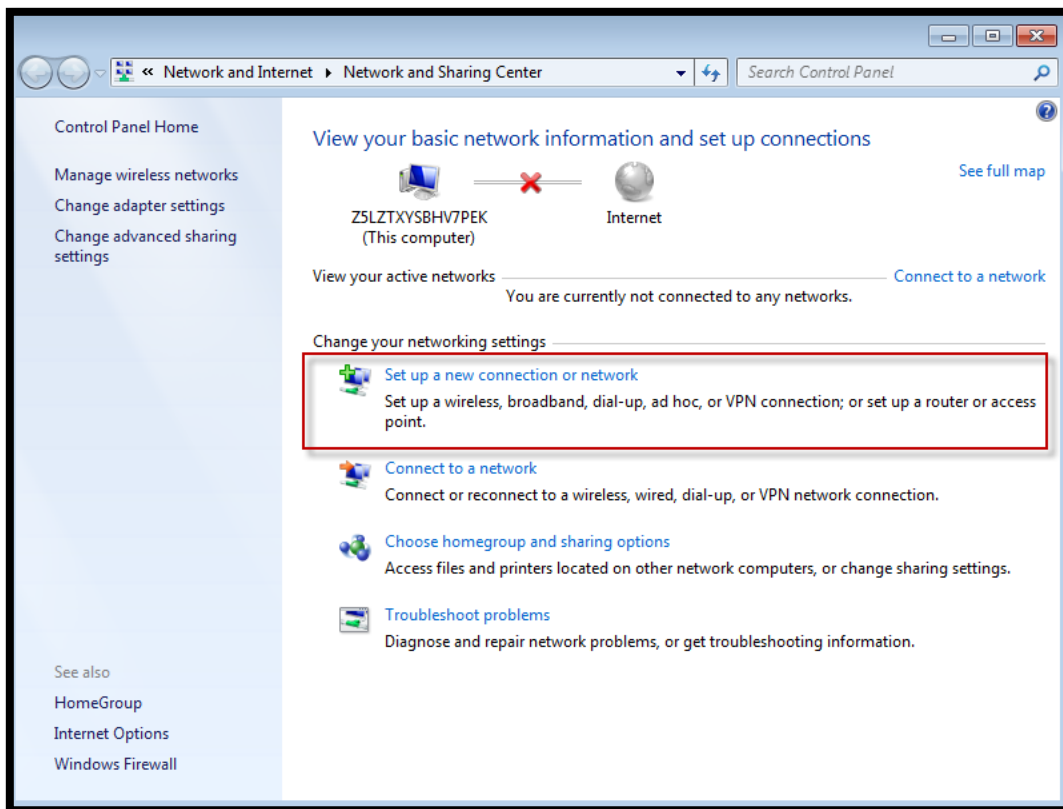 « Network and Internet ▸ Network and Sharing Center
Search Control Panel
Control Panel Home
Manage wireless networks
Change adapter settings
Change advanced sharing
settings
See also
HomeGroup
Internet Options
Windows Firewall
View your basic network information and set up connections
See full map
Z5LZTXYSBHV7PEK
(This computer)
Internet
View your active networks
Connect to a network
You are currently not connected to any networks.
Change your networking settings
Set up a new connection or network
Set up a wireless, broadband, dial-up, ad hoc, or VPN connection; or set up a router or access
point.
Connect to a network
Connect or reconnect to a wireless, wired, dial-up, or VPN network connection.
Choose homegroup and sharing options
Access files and printers located on other network computers, or change sharing settings.
Troubleshoot problems
Diagnose and repair network problems, or get troubleshooting information.